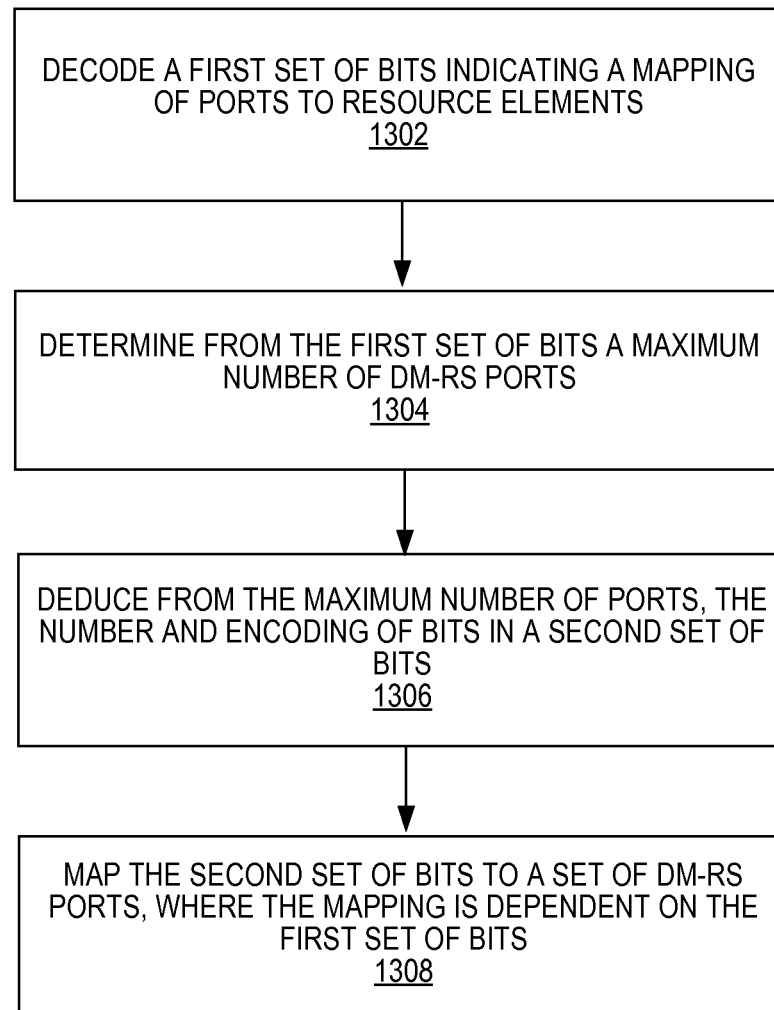 DECODE A FIRST SET OF BITS INDICATING A MAPPING
OF PORTS TO RESOURCE ELEMENTS
1302
DETERMINE FROM THE FIRST SET OF BITS A MAXIMUM
NUMBER OF DM-RS PORTS
1304
DEDUCE FROM THE MAXIMUM NUMBER OF PORTS, THE
NUMBER AND ENCODING OF BITS IN A SECOND SET OF
BITS
1306
MAP THE SECOND SET OF BITS TO A SET OF DM-RS
PORTS, WHERE THE MAPPING IS DEPENDENT ON THE
FIRST SET OF BITS
1308